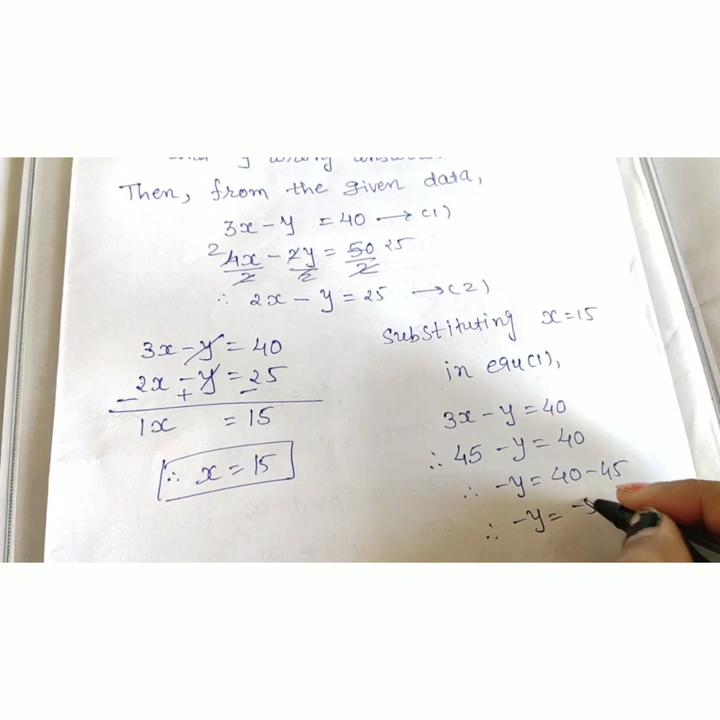 Then, from the given data,
3x - y = 40 → (1)
2 4x/2 - 2y/2 = 50/2 25
∴ 2x - y = 25 → (2)
3x - y = 40
2x - y = 25
- + -
1x = 15
∴ x = 15
Substituting x = 15
in equ(1),
3x - y = 40
∴ 45 - y = 40
∴ -y = 40 - 45
∴ -y = -